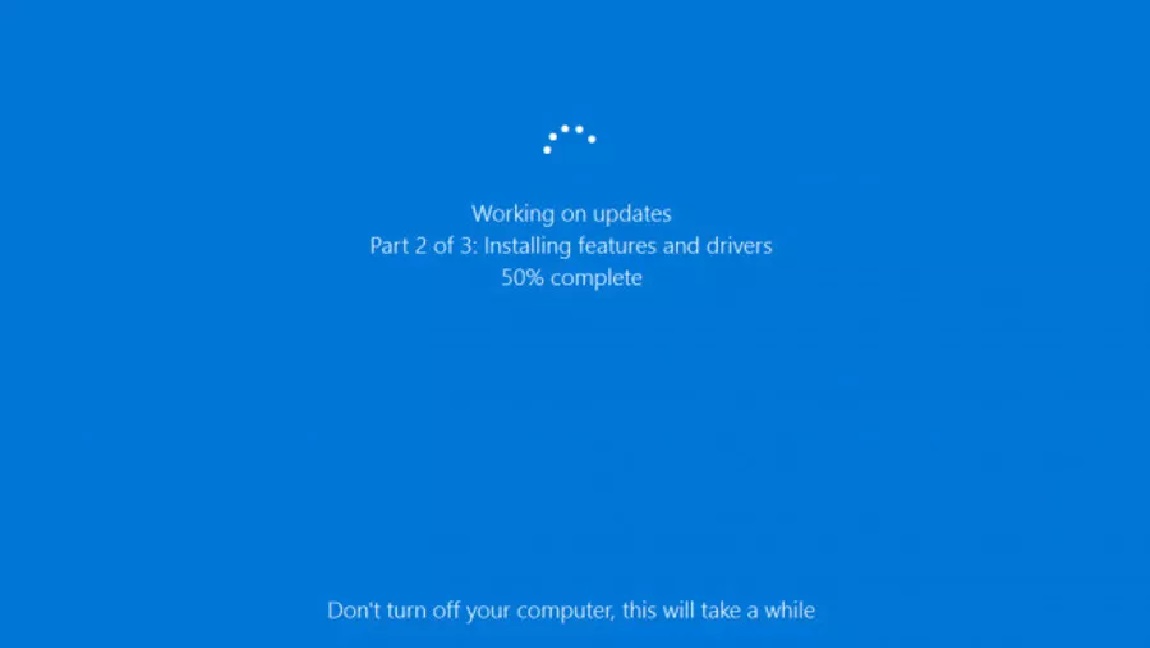 Working on updates
Part 2 of 3: Installing features and drivers
50% complete
Don't turn off your computer, this will take a while